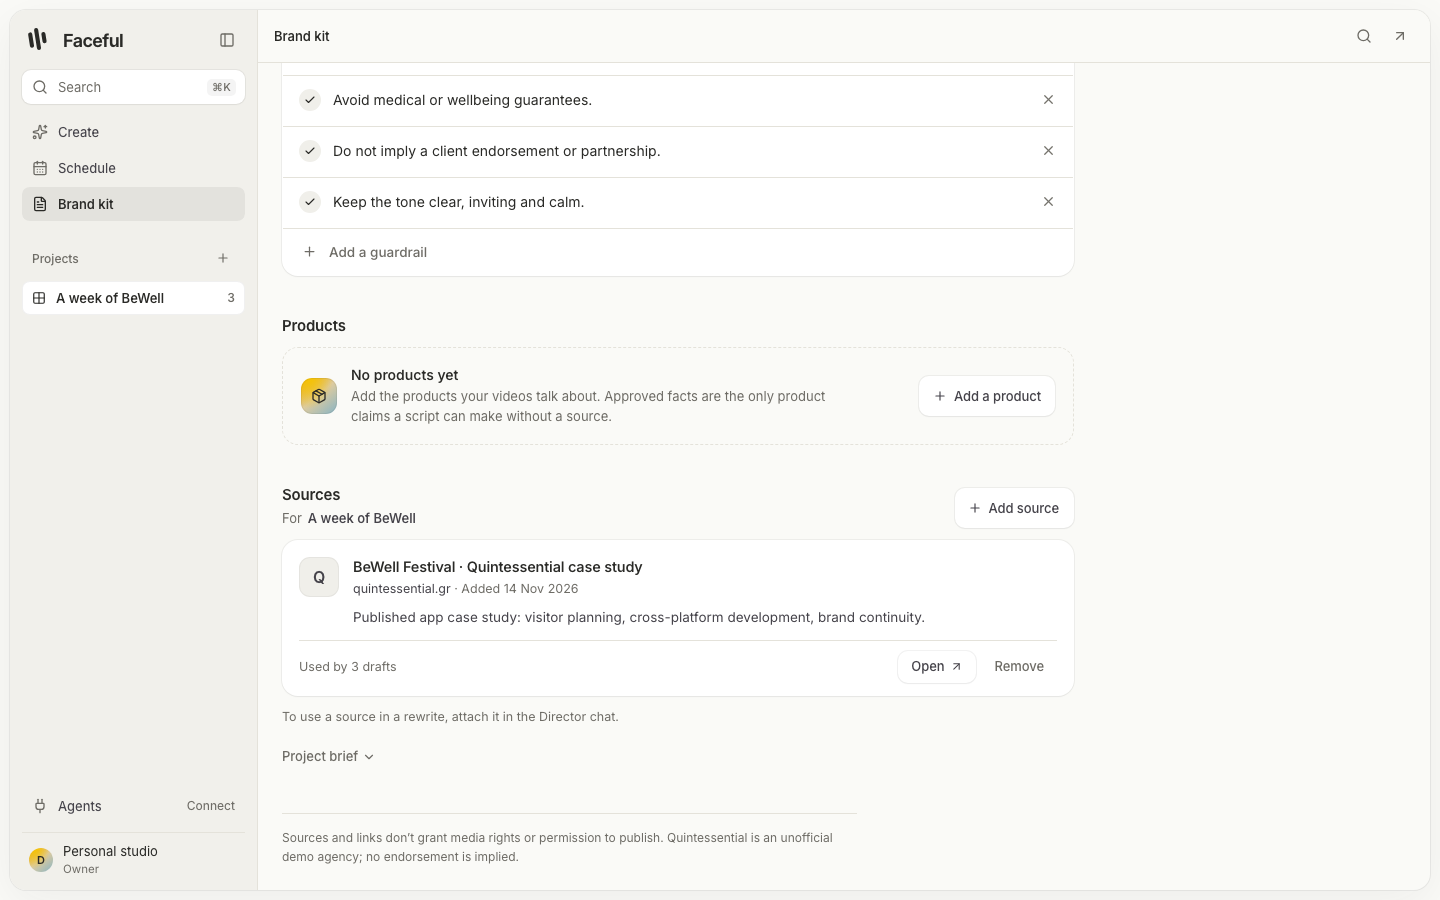 Faceful
Search ⌘K
Create
Schedule
Brand kit
Projects
A week of BeWell 3
Agents Connect
D Personal studio
Owner
Brand kit
Avoid medical or wellbeing guarantees.
Do not imply a client endorsement or partnership.
Keep the tone clear, inviting and calm.
Add a guardrail
Products
No products yet
Add the products your videos talk about. Approved facts are the only product
claims a script can make without a source.
Add a product
Sources
For A week of BeWell
Add source
Q BeWell Festival · Quintessential case study
quintessential.gr · Added 14 Nov 2026
Published app case study: visitor planning, cross-platform development, brand continuity.
Used by 3 drafts
Open Remove
To use a source in a rewrite, attach it in the Director chat.
Project brief
Sources and links don’t grant media rights or permission to publish. Quintessential is an unofficial
demo agency; no endorsement is implied.